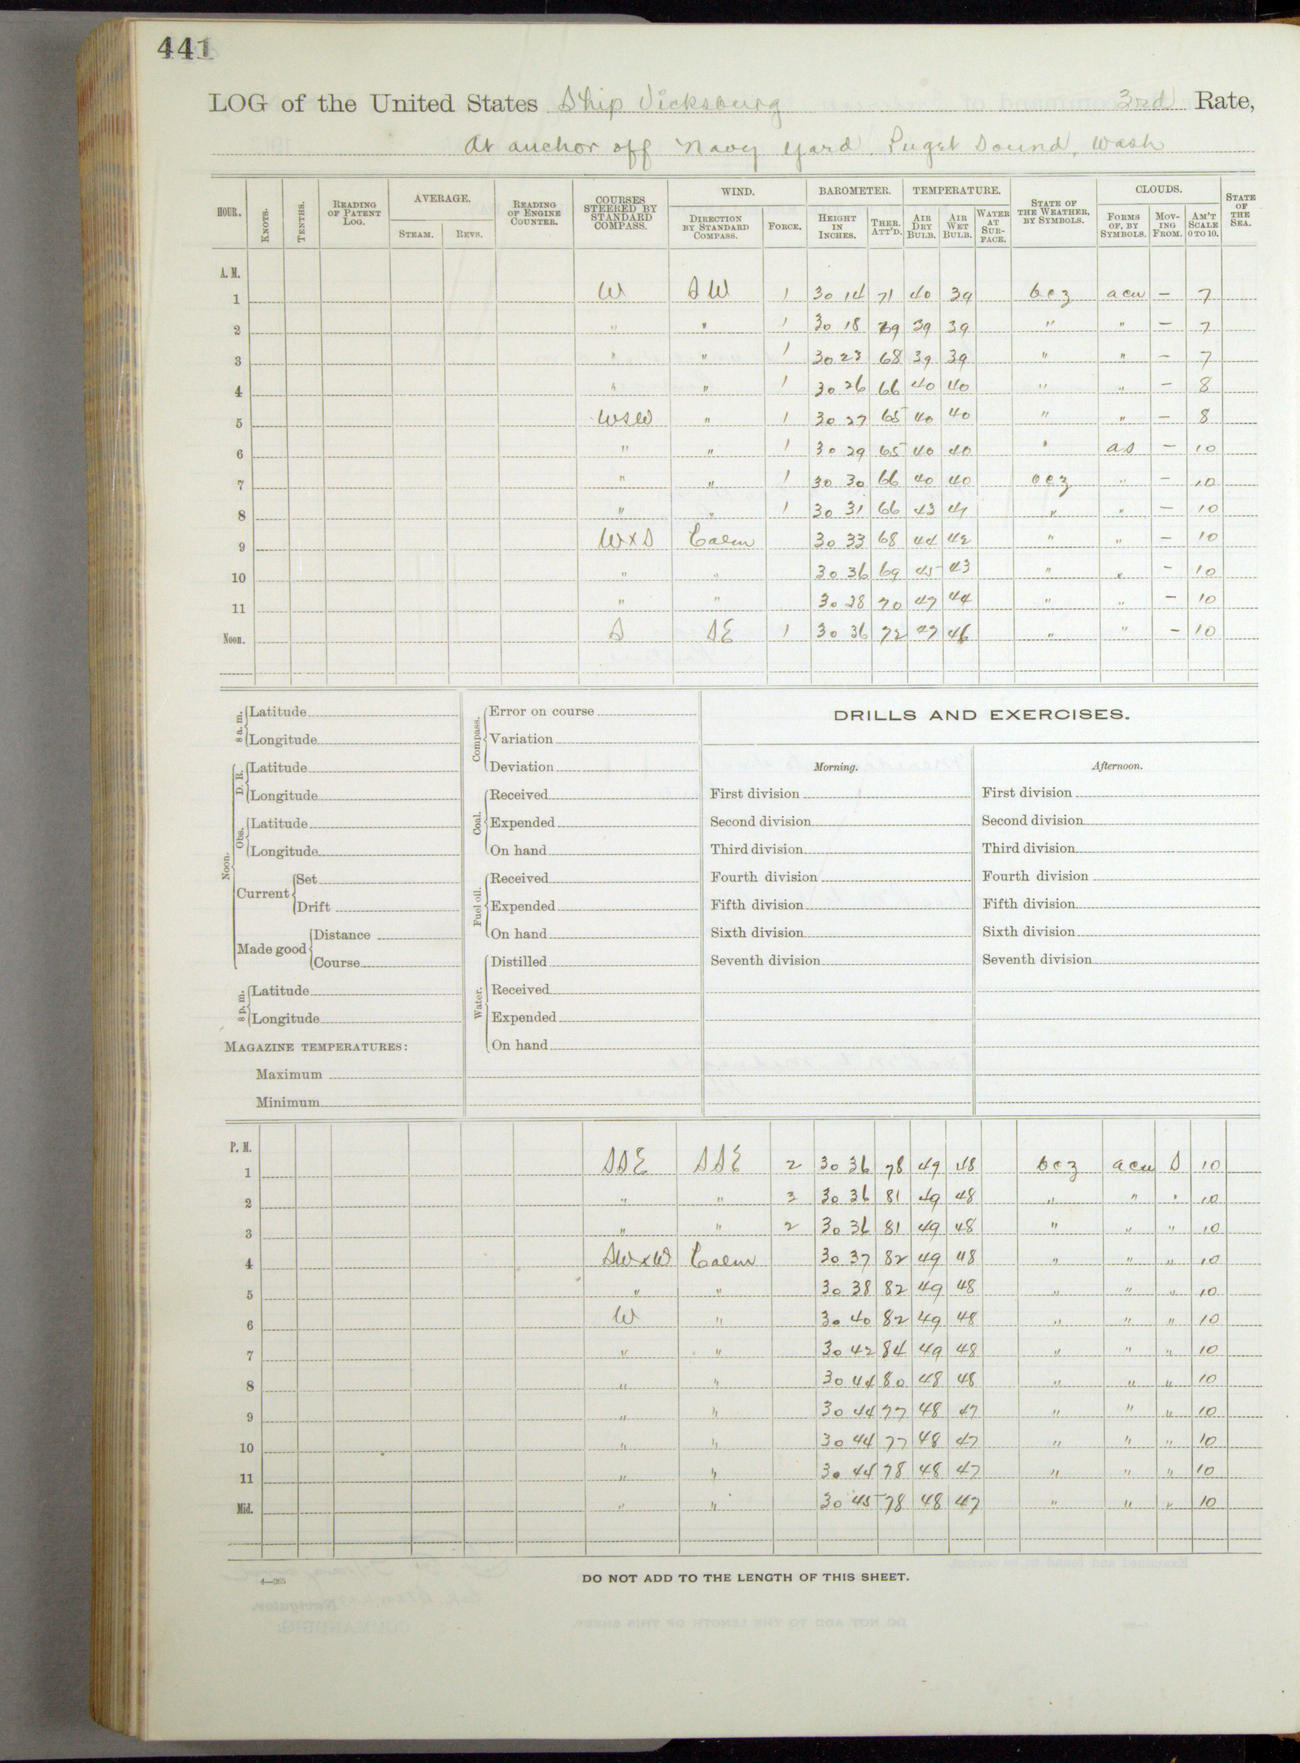 441
LOG of the United States Ship Vicksburg 3rd Rate,
At anchor off Navy Yard. Puget Sound, Wash
HOUR. KNOTS. TENTHS. READING OF PATENT LOG. AVERAGE. STEAM. REVS. READING OF ENGINE COUNTER. COURSES STEERED BY STANDARD COMPASS. WIND. DIRECTION BY STANDARD COMPASS. FORCE. BAROMETER. HEIGHT IN INCHES. THER. ATT'D. TEMPERATURE. AIR DRY BULB. AIR WET BULB. WATER AT SURFACE. STATE OF THE WEATHER, BY SYMBOLS. CLOUDS. FORMS OF, BY SYMBOLS. MOVING FROM. AM'T SCALE 0 TO 10. STATE OF THE SEA.
A.M.
1 W SW 1 30 14 71 40 39 bcz acu — 7
2 " " 1 30 18 69 39 39 " " — 7
3 " " 1 30 23 68 39 39 " " — 7
4 " " 1 30 26 66 40 40 " " — 8
5 WSW " 1 30 27 65 40 40 " " — 8
6 " " 1 30 29 65 40 40 " as — 10
7 " " 1 30 30 66 40 40 ocz " — 10
8 " " 1 30 31 66 43 41 " " — 10
9 WxS Calm 30 33 68 44 42 " " — 10
10 " " 30 36 69 45 43 " " — 10
11 " " 30 38 70 47 44 " " — 10
Noon. S SE 1 30 36 72 47 46 " " — 10
8 a.m. Latitude
Longitude
Noon. D. R. Latitude
Longitude
Obs. Latitude
Longitude
Current Set
Drift
Made good Distance
Course
8 p.m. Latitude
Longitude
MAGAZINE TEMPERATURES:
Maximum
Minimum
Compass. Error on course
Variation
Deviation
Coal. Received
Expended
On hand
Fuel oil. Received
Expended
On hand
Water. Distilled
Received
Expended
On hand
DRILLS AND EXERCISES.
Morning. Afternoon.
First division First division
Second division Second division
Third division Third division
Fourth division Fourth division
Fifth division Fifth division
Sixth division Sixth division
Seventh division Seventh division
P.M.
1 SSE SSE 2 30 36 78 49 48 bcz acu S 10
2 " " 2 30 36 81 49 48 " " " 10
3 " " 2 30 36 81 49 48 " " " 10
4 SWxW Calm 30 37 82 49 48 " " " 10
5 " " 30 38 82 49 48 " " " 10
6 W " 30 40 82 49 48 " " " 10
7 " " 30 42 84 49 48 " " " 10
8 " " 30 44 80 48 48 " " " 10
9 " " 30 44 77 48 47 " " " 10
10 " " 30 44 77 48 47 " " " 10
11 " " 30 44 78 48 47 " " " 10
Mid. " " 30 45 78 48 47 " " " 10
DO NOT ADD TO THE LENGTH OF THIS SHEET.